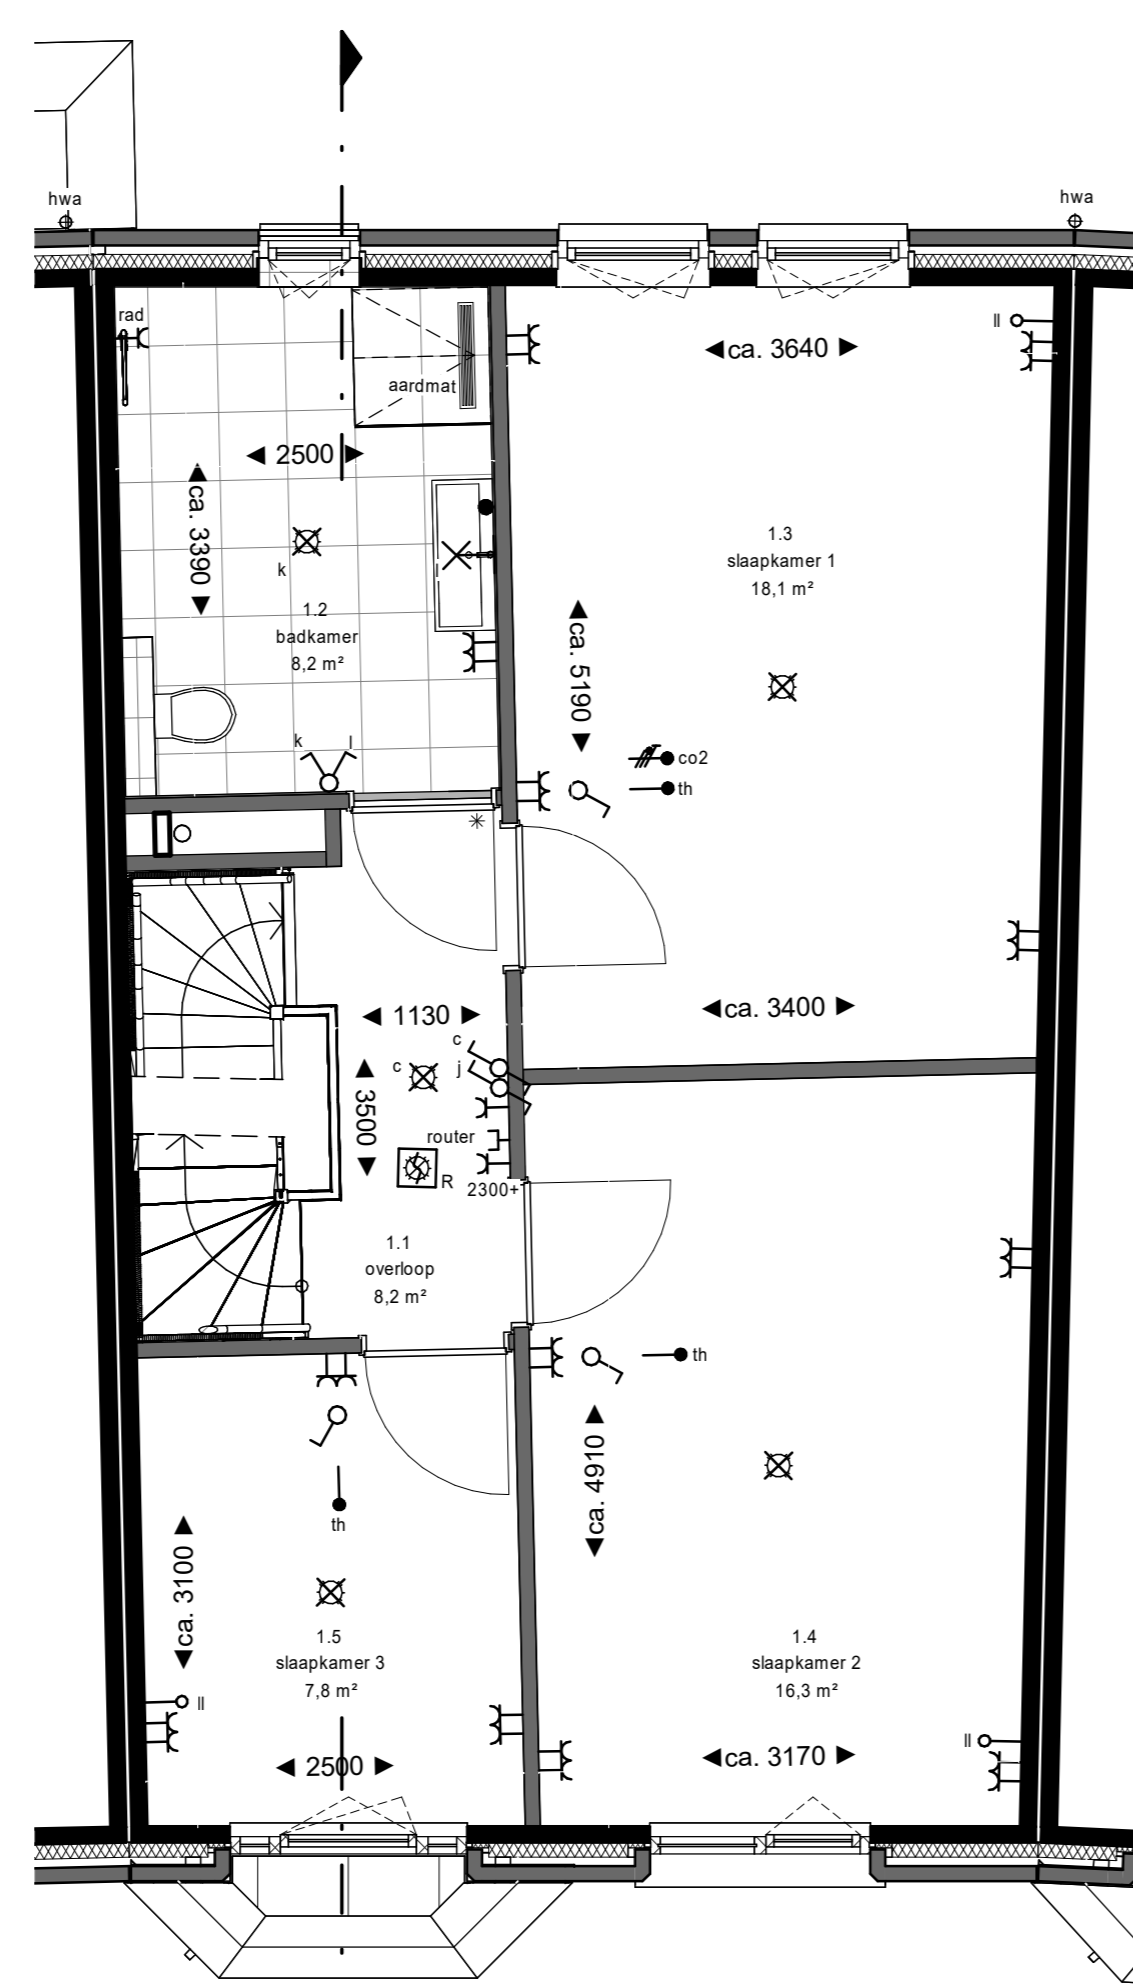 hwa
hwa
rad
ll
ca. 3640
aardmat
2500
ca. 3390
k
l
1.2
badkamer
8,2 m²
1.3
slaapkamer 1
18,1 m²
ca. 5190
k
l
co2
th
1130
ca. 3400
c
c
j
3500
router
R
2300+
1.1
overloop
8,2 m²
th
ca. 4910
th
ca. 3100
1.5
slaapkamer 3
7,8 m²
1.4
slaapkamer 2
16,3 m²
ll
ll
2500
ca. 3170